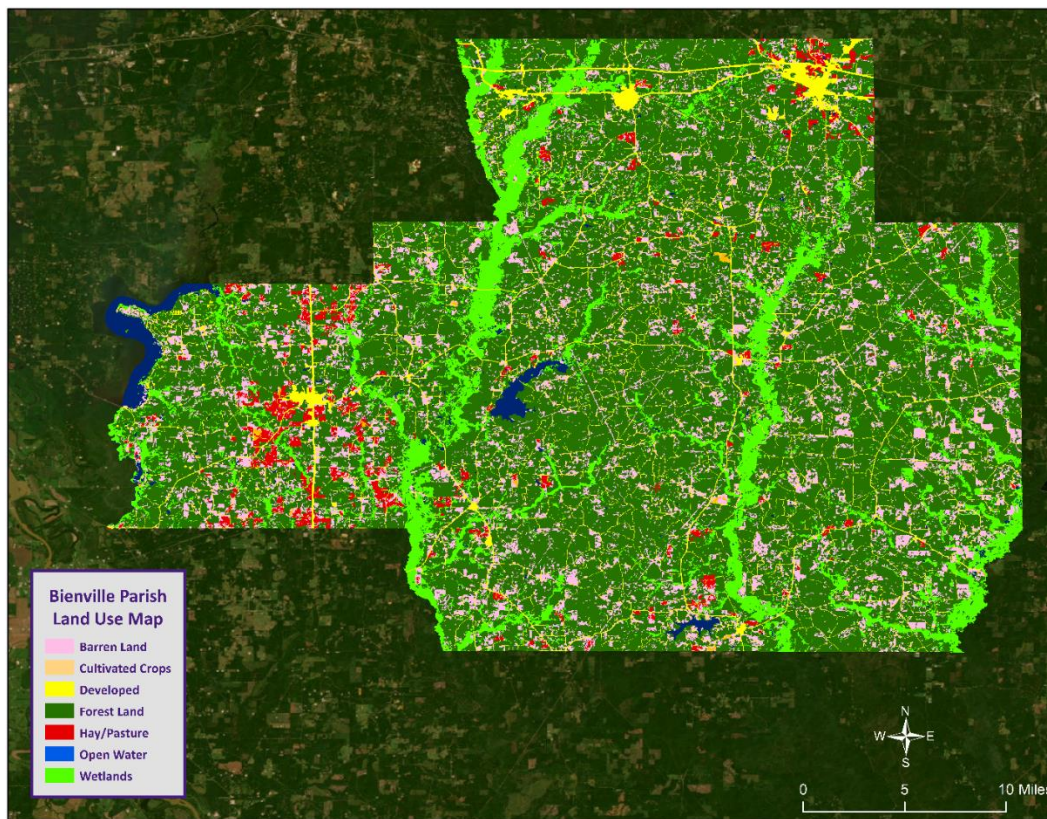 Bienville Parish
Land Use Map
Barren Land
Cultivated Crops
Developed
Forest Land
Hay/Pasture
Open Water
Wetlands
N
W E
S
0 5 10 Miles